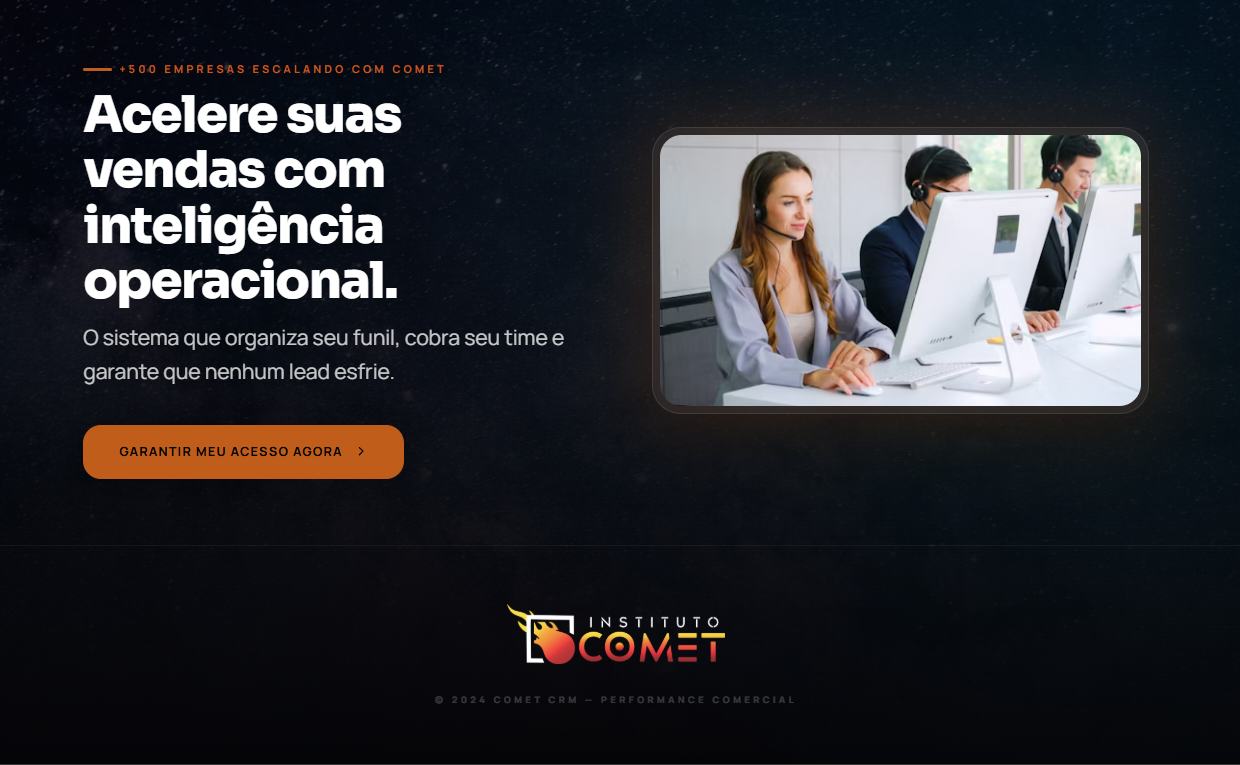 +500 EMPRESAS ESCALANDO COM COMET
Acelere suas
vendas com
inteligência
operacional.
O sistema que organiza seu funil, cobra seu time e
garante que nenhum lead esfrie.
GARANTIR MEU ACESSO AGORA
INSTITUTO
COMET
© 2024 COMET CRM — PERFORMANCE COMERCIAL